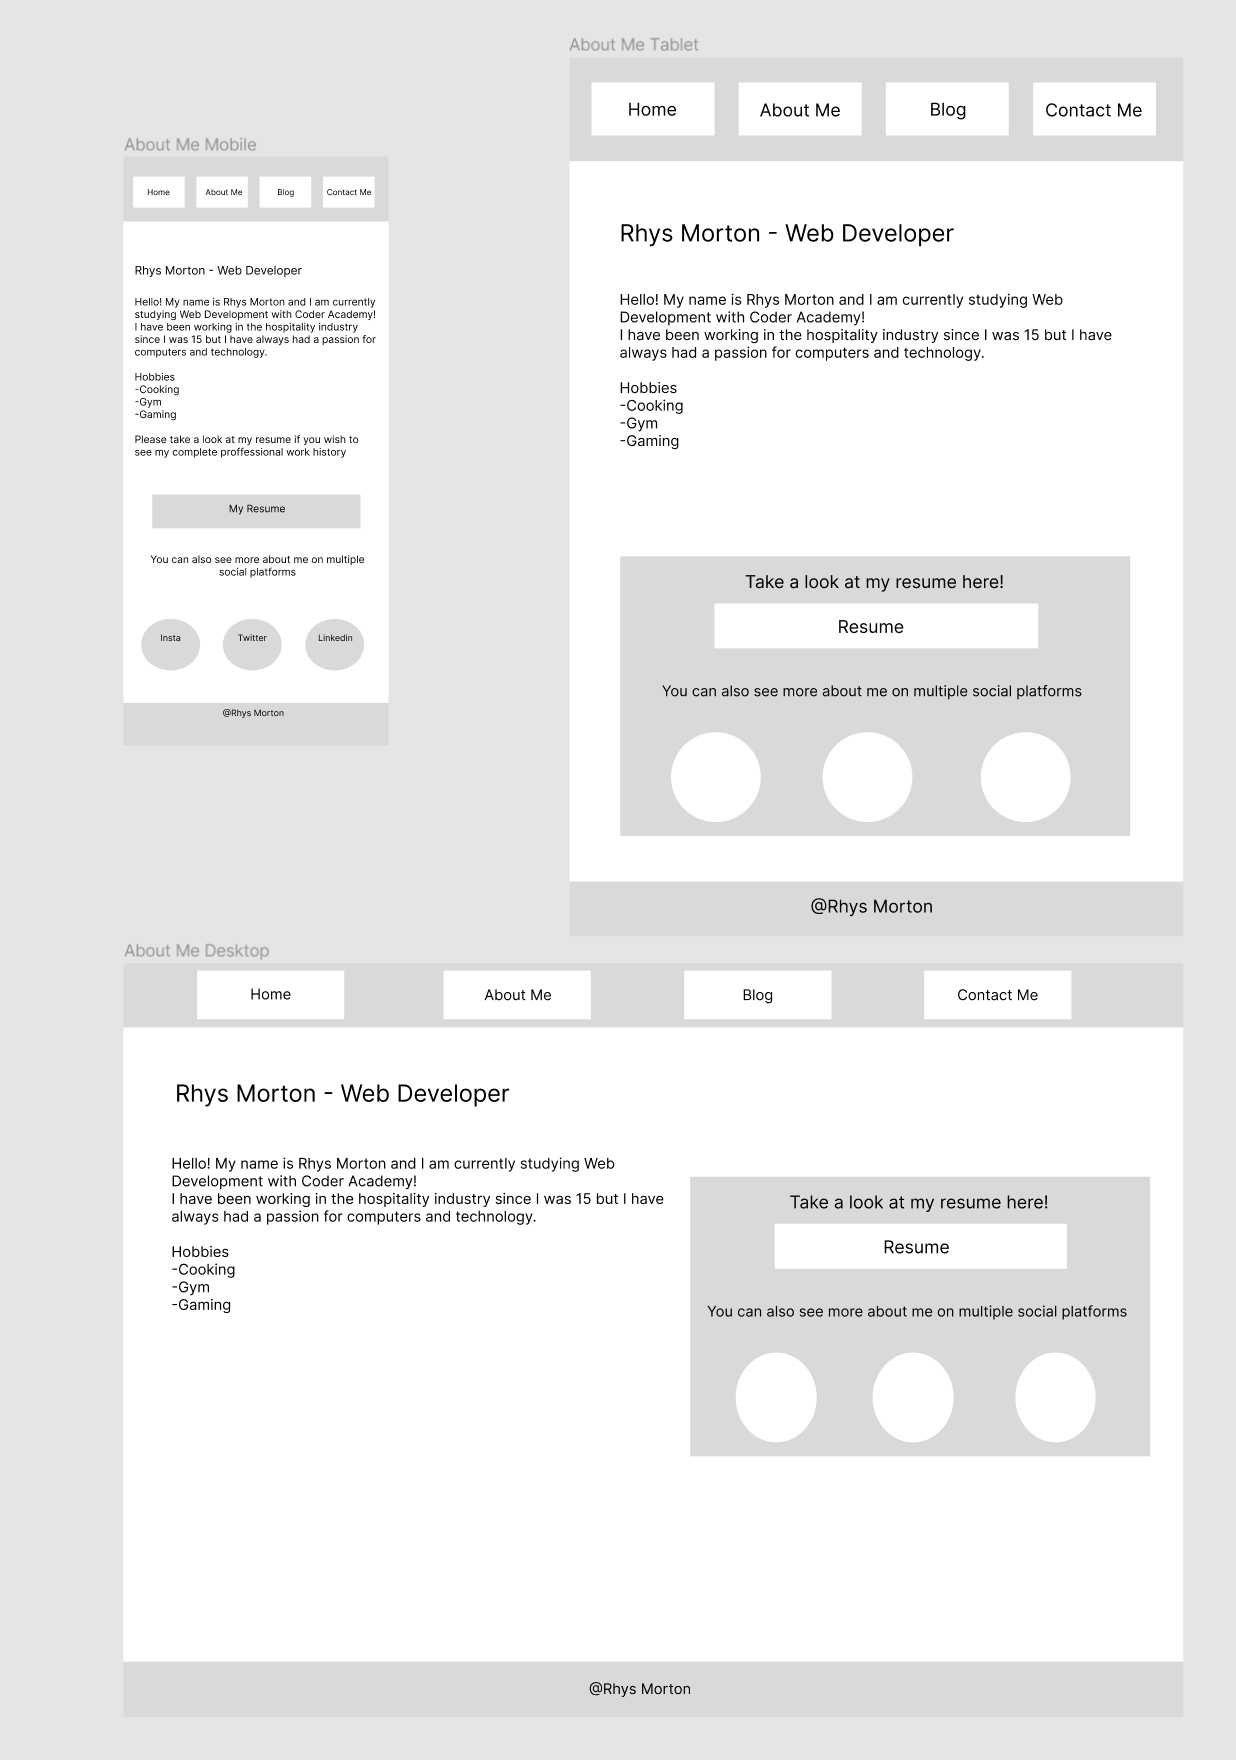 About Me Tablet
Home
About Me
Blog
Contact Me
Rhys Morton - Web Developer
Hello! My name is Rhys Morton and I am currently studying Web
Development with Coder Academy!
I have been working in the hospitality industry since I was 15 but I have
always had a passion for computers and technology.
Hobbies
-Cooking
-Gym
-Gaming
Take a look at my resume here!
Resume
You can also see more about me on multiple social platforms
@Rhys Morton
About Me Mobile
Home
About Me
Blog
Contact Me
Rhys Morton - Web Developer
Hello! My name is Rhys Morton and I am currently
studying Web Development with Coder Academy!
I have been working in the hospitality industry
since I was 15 but I have always had a passion for
computers and technology.
Hobbies
-Cooking
-Gym
-Gaming
Please take a look at my resume if you wish to
see my complete proffessional work history
My Resume
You can also see more about me on multiple
social platforms
Insta
Twitter
Linkedin
@Rhys Morton
About Me Desktop
Home
About Me
Blog
Contact Me
Rhys Morton - Web Developer
Hello! My name is Rhys Morton and I am currently studying Web
Development with Coder Academy!
I have been working in the hospitality industry since I was 15 but I have
always had a passion for computers and technology.
Hobbies
-Cooking
-Gym
-Gaming
Take a look at my resume here!
Resume
You can also see more about me on multiple social platforms
@Rhys Morton